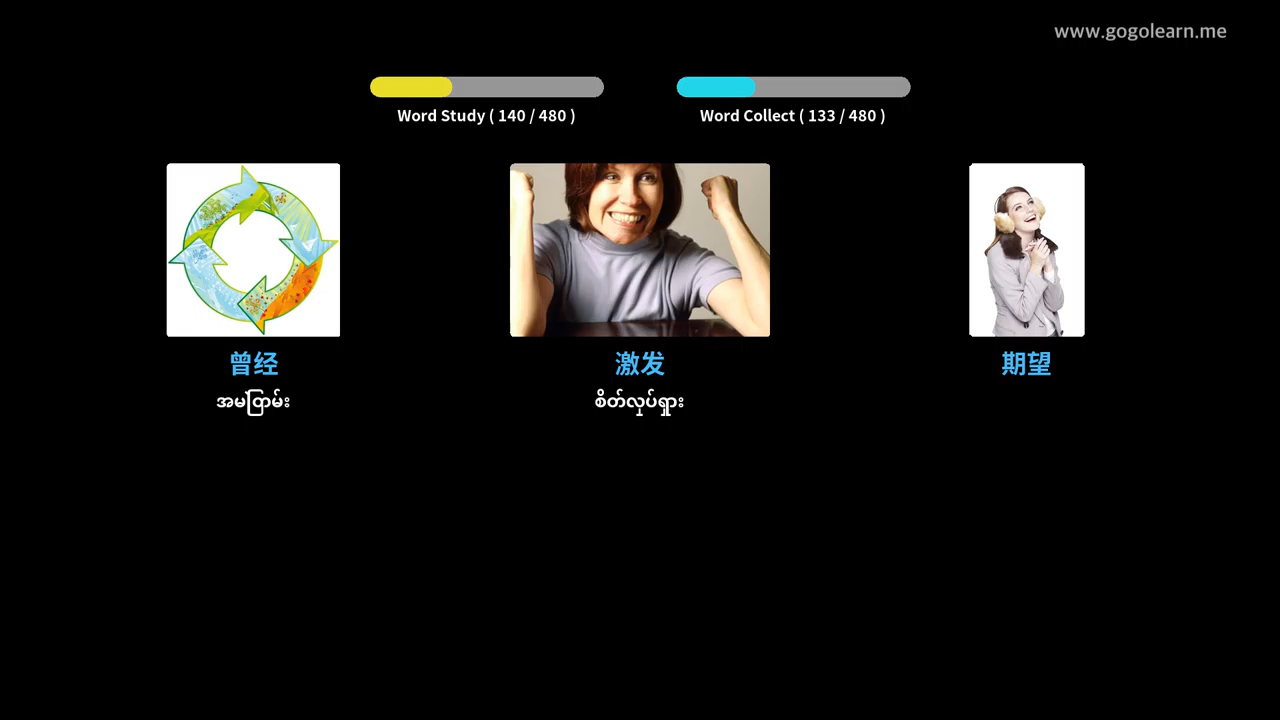 www.gogolearn.me
Word Study ( 140 / 480 )
Word Collect ( 133 / 480 )
曾经
激发
期望
အမြဲတမ်း
စိတ်လှုပ်ရှား